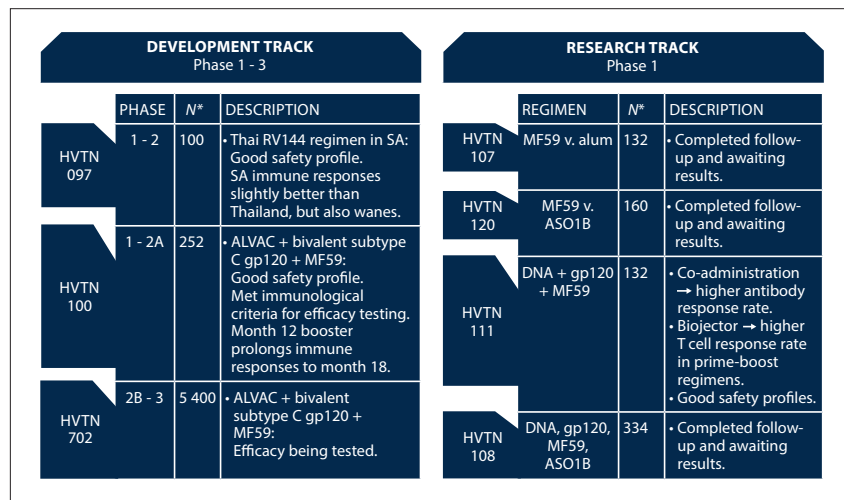 DEVELOPMENT TRACK
Phase 1 - 3
PHASE N* DESCRIPTION
HVTN
097
1 - 2 100 • Thai RV144 regimen in SA:
Good safety profile.
SA immune responses
slightly better than
Thailand, but also wanes.
HVTN
100
1 - 2A 252 • ALVAC + bivalent subtype
C gp120 + MF59:
Good safety profile.
Met immunological
criteria for efficacy testing.
Month 12 booster
prolongs immune
responses to month 18.
HVTN
702
2B - 3 5 400 • ALVAC + bivalent
subtype C gp120 +
MF59:
Efficacy being tested.
RESEARCH TRACK
Phase 1
REGIMEN N* DESCRIPTION
HVTN
107
MF59 v. alum 132 • Completed follow-
up and awaiting
results.
HVTN
120
MF59 v. 160 • Completed follow-
ASO1B up and awaiting
results.
HVTN
111
DNA + gp120 132 • Co-administration
+ MF59 → higher antibody
response rate.
• Biojector → higher
T cell response rate
in prime-boost
regimens.
• Good safety profiles.
HVTN
108
DNA, gp120, 334 • Completed follow-
MF59, up and awaiting
ASO1B results.